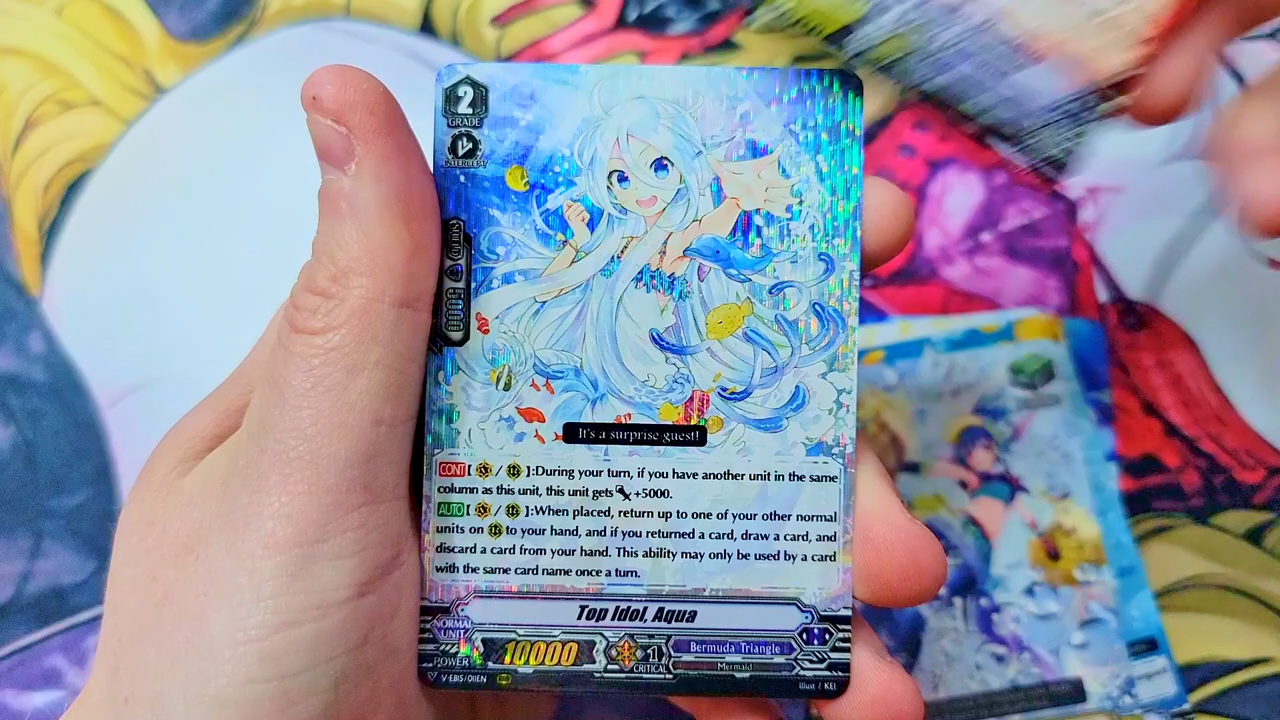 2
GRADE
INTERCEPT
It's a surprise guest!
CONT【 / 】:During your turn, if you have another unit in the same
column as this unit, this unit gets +5000.
AUTO【 / 】:When placed, return up to one of your other normal
units on to your hand, and if you returned a card, draw a card, and
discard a card from your hand. This ability may only be used by a card
with the same card name once a turn.
Top Idol, Aqua
NORMAL
UNIT
POWER 10000 1 CRITICAL
Bermuda Triangle
Mermaid
V-EB15/011EN
Illust / KEI